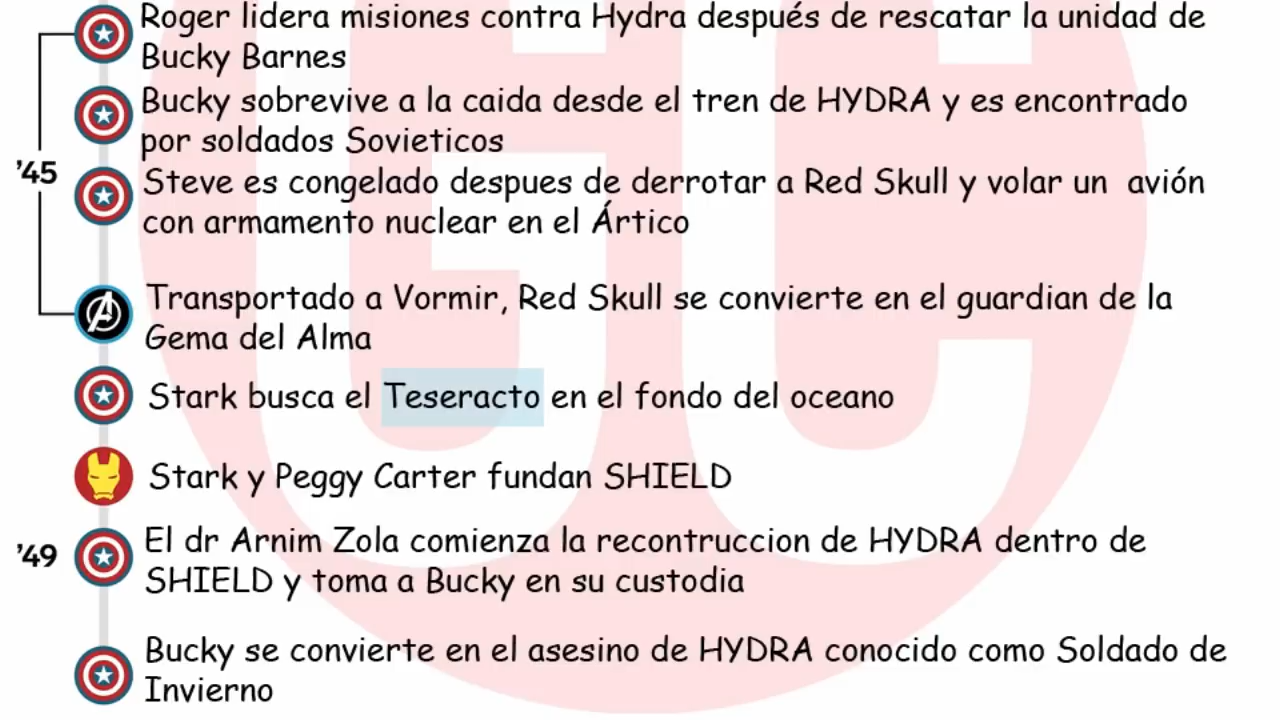 Roger lidera misiones contra Hydra después de rescatar la unidad de
Bucky Barnes
Bucky sobrevive a la caida desde el tren de HYDRA y es encontrado
por soldados Sovieticos
'45
Steve es congelado despues de derrotar a Red Skull y volar un  avión
con armamento nuclear en el Ártico
Transportado a Vormir, Red Skull se convierte en el guardian de la
Gema del Alma
Stark busca el Teseracto en el fondo del oceano
Stark y Peggy Carter fundan SHIELD
'49
El dr Arnim Zola comienza la recontruccion de HYDRA dentro de
SHIELD y toma a Bucky en su custodia
Bucky se convierte en el asesino de HYDRA conocido como Soldado de
Invierno